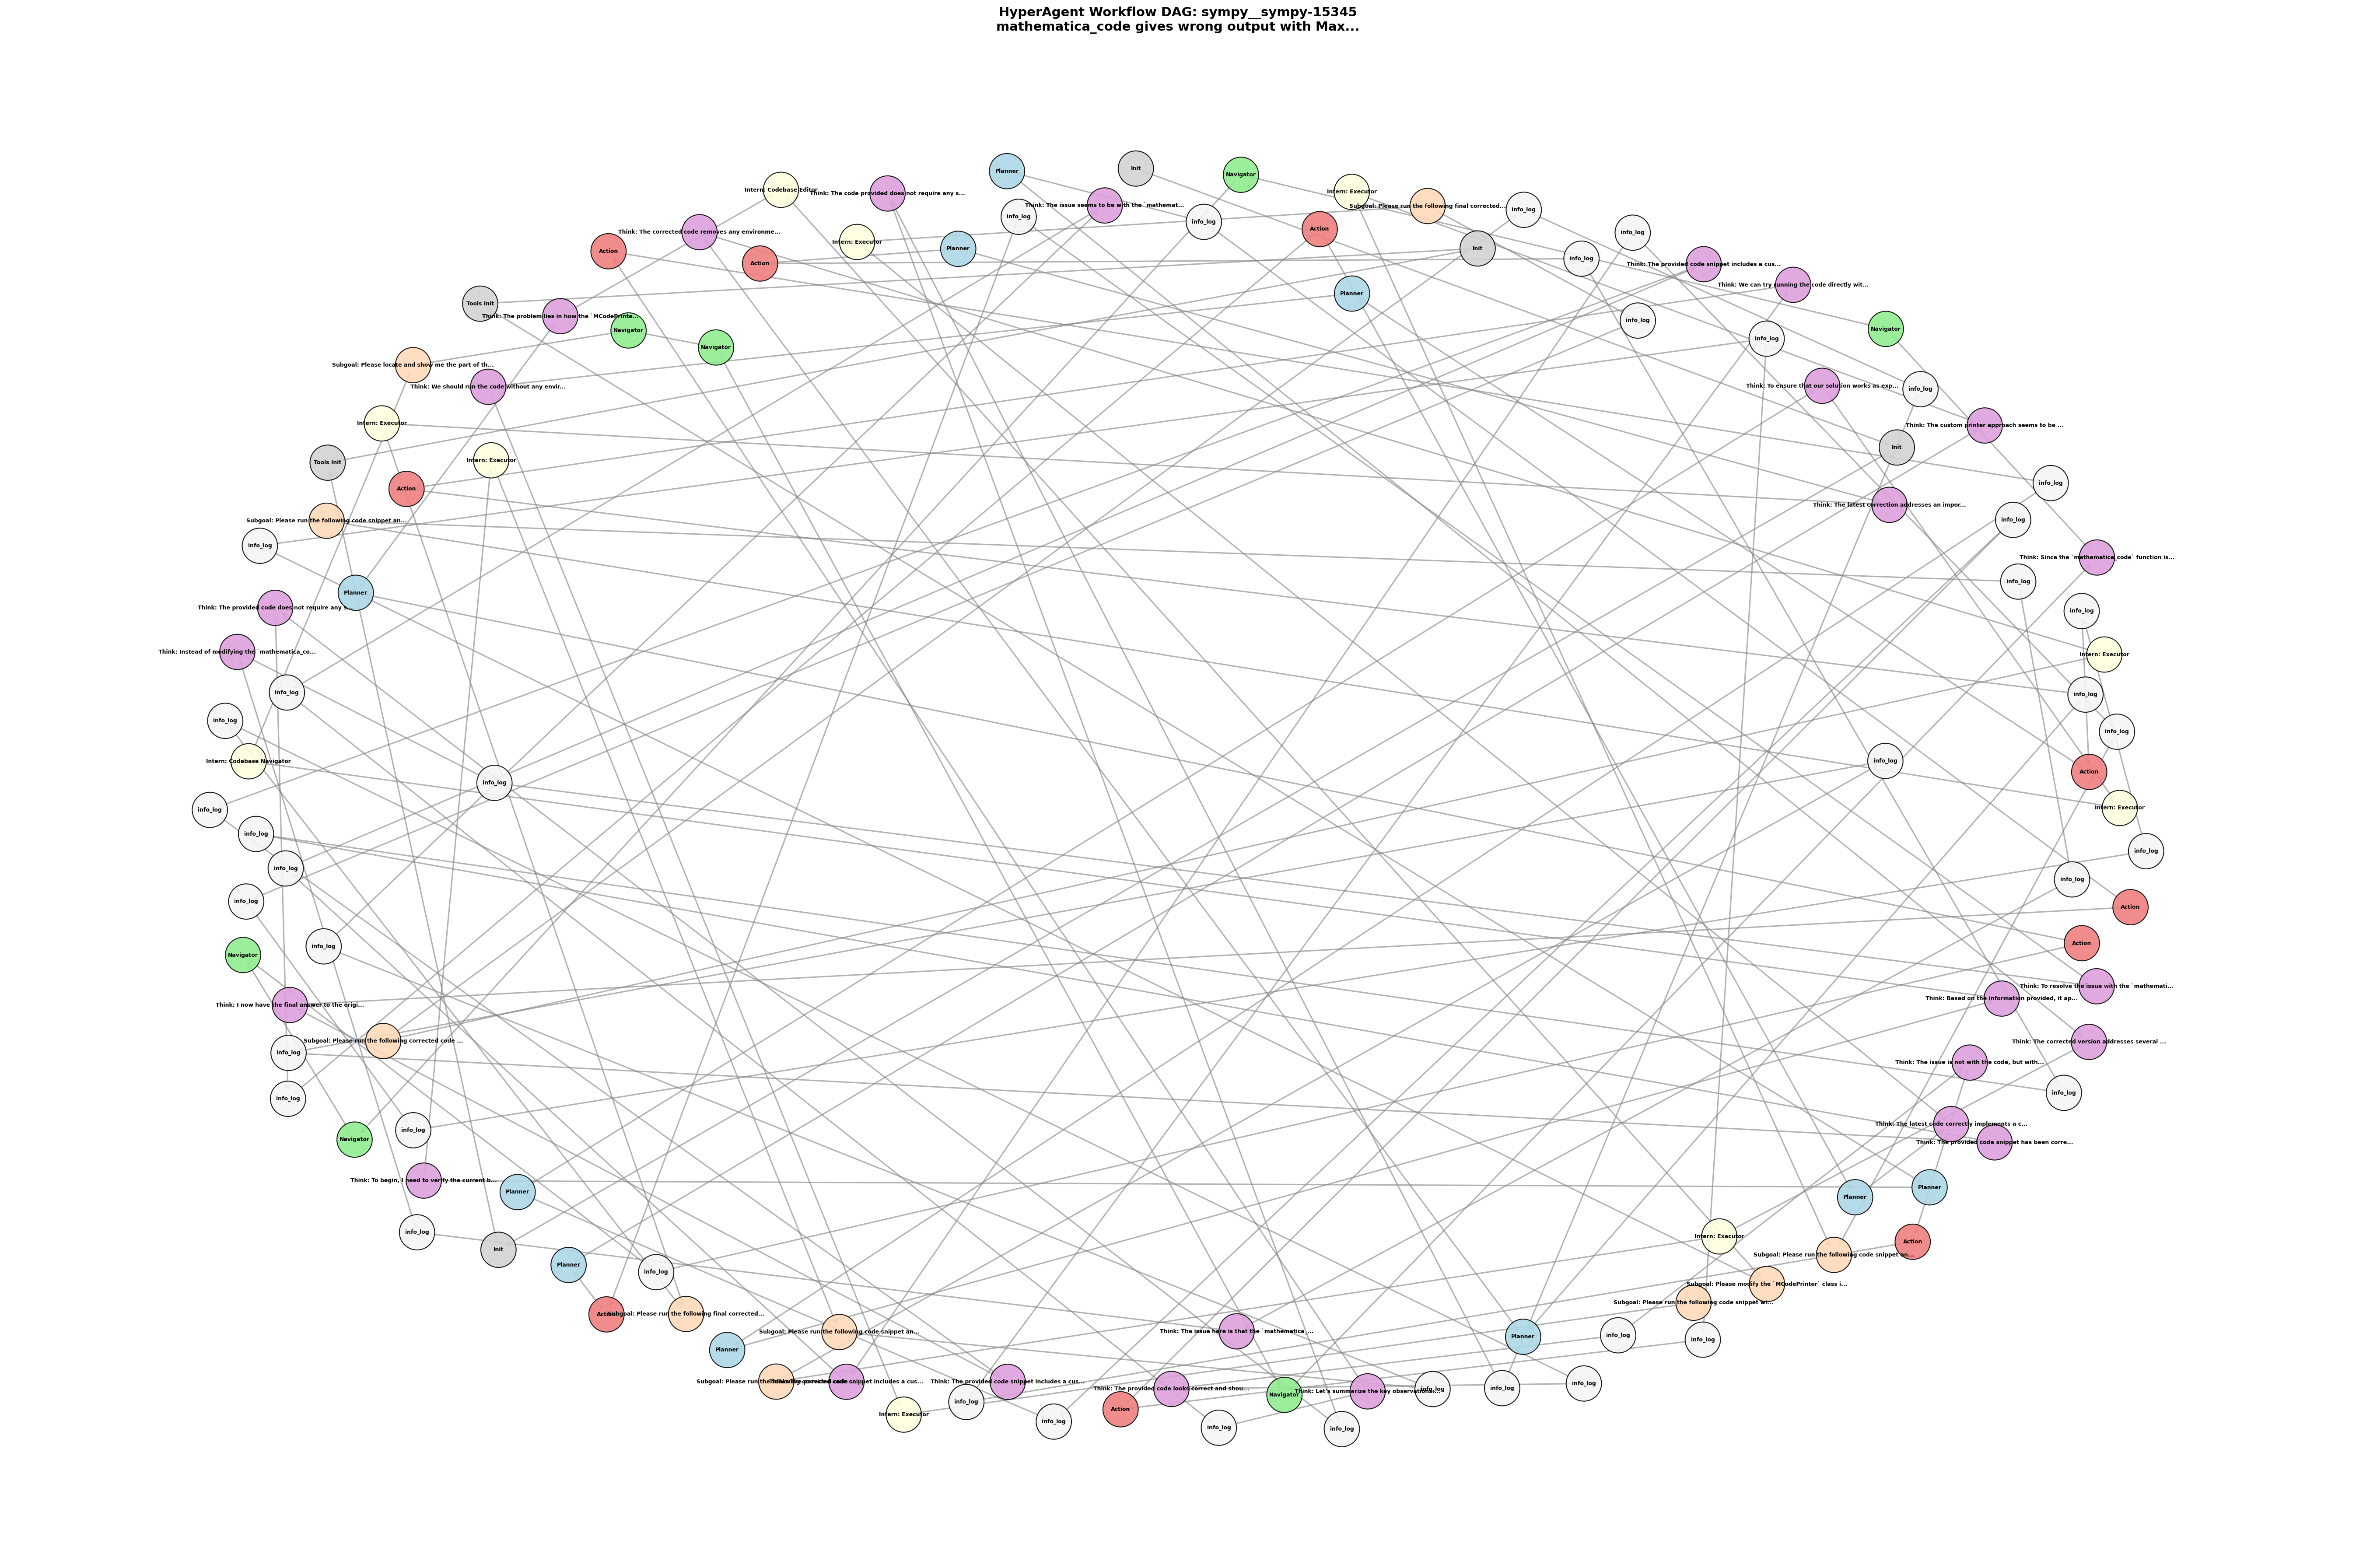 HyperAgent Workflow DAG: sympy__sympy-15345
mathematica_code gives wrong output with Max...
Init
Planner
Navigator
Intern: Codebase Editor
Intern: Executor
Think: The code provided does not require any s...
Think: The issue seems to be with the `mathemat...
Subgoal: Please run the following final corrected...
info_log
info_log
info_log
Action
Think: The corrected code removes any environme...
info_log
Intern: Executor
Planner
Init
Action
info_log
Action
Think: The provided code snippet includes a cus...
Think: We can try running the code directly wit...
Planner
Tools Init
Think: The problem lies in how the `MCodePrinte...
info_log
Navigator
Navigator
info_log
Navigator
Subgoal: Please locate and show me the part of th...
Think: We should run the code without any envir...
Think: To ensure that our solution works as exp...
info_log
Intern: Executor
Think: The custom printer approach seems to be ...
Init
Intern: Executor
Tools Init
info_log
Action
Think: The latest correction addresses an impor...
Subgoal: Please run the following code snippet an...
info_log
info_log
Think: Since the `mathematica_code` function is...
info_log
Planner
Think: The provided code does not require any s...
info_log
Think: Instead of modifying the `mathematica_co...
Intern: Executor
info_log
info_log
info_log
info_log
Intern: Codebase Navigator
info_log
Action
info_log
info_log
Intern: Executor
info_log
info_log
info_log
info_log
info_log
Action
Action
info_log
Navigator
Think: To resolve the issue with the `mathemati...
Think: Based on the information provided, it ap...
Think: I now have the final answer to the origi...
Subgoal: Please run the following corrected code ...
Think: The corrected version addresses several ...
info_log
Think: The issue is not with the code, but with...
info_log
info_log
Think: The latest code correctly implements a c...
info_log
Navigator
Think: The provided code snippet has been corre...
Think: To begin, I need to verify the current b...
Planner
Planner
Planner
info_log
Intern: Executor
Action
Init
Subgoal: Please run the following code snippet an...
Planner
info_log
Subgoal: Please modify the `MCodePrinter` class i...
Subgoal: Please run the following code snippet wi...
Action
Subgoal: Please run the following final corrected...
Think: The issue here is that the `mathematica_...
Subgoal: Please run the following code snippet an...
Planner
info_log
info_log
Planner
Subgoal: Please run the following
Think: The provided code snippet includes a cus...
Think: The provided code snippet includes a cus...
info_log
Think: The provided code looks correct and shou...
Navigator
Think: Let's summarize the key observations...
info_log
info_log
info_log
Action
Intern: Executor
info_log
info_log
info_log